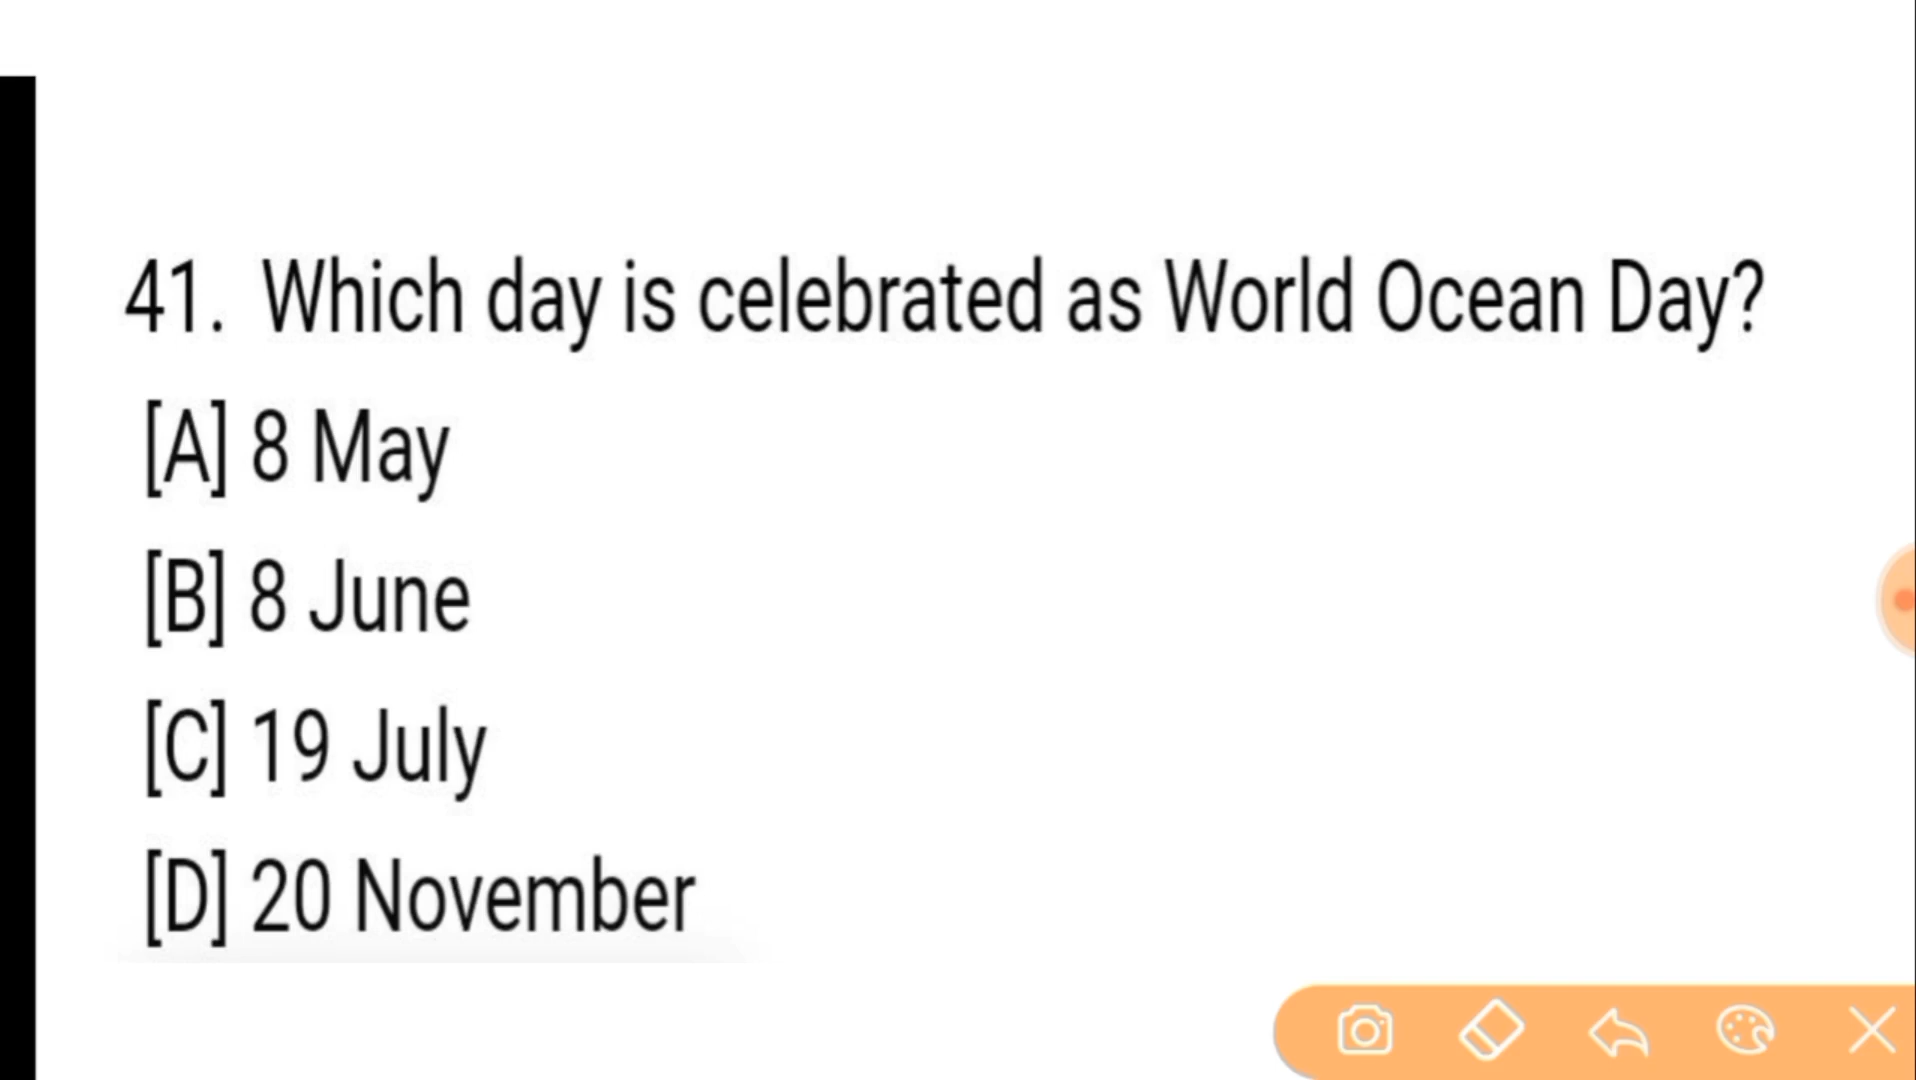 41. Which day is celebrated as World Ocean Day?
[A] 8 May
[B] 8 June
[C] 19 July
[D] 20 November